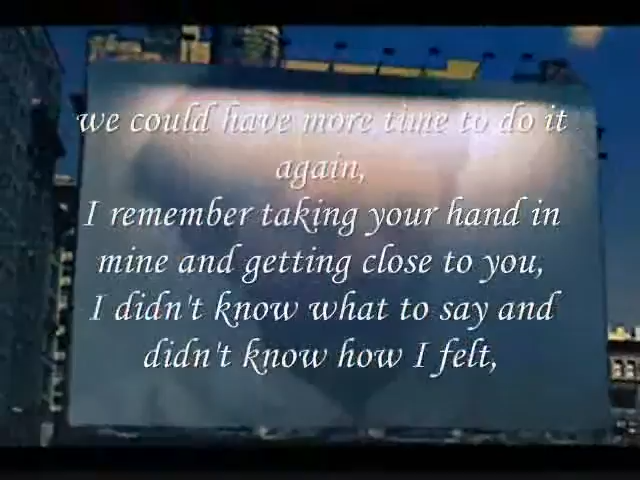 we could have more time to do it
again,
I remember taking your hand in
mine and getting close to you,
I didn't know what to say and
didn't know how I felt,